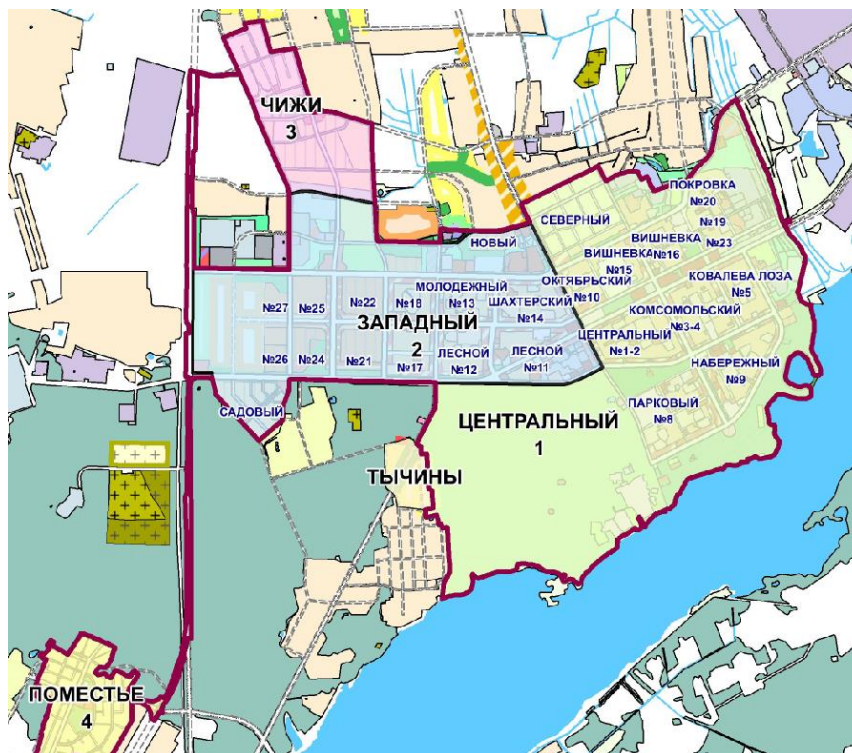 ЧИЖИ
3
ПОКРОВКА
№20
СЕВЕРНЫЙ
№19
ВИШНЕВКА
№23
НОВЫЙ
ВИШНЕВКА
№16
№15
КОВАЛЕВА ЛОЗА
№5
ОКТЯБРЬСКИЙ
№10
МОЛОДЕЖНЫЙ
№13
№27
№25
№22
№18
ШАХТЕРСКИЙ
№14
КОМСОМОЛЬСКИЙ
№3-4
ЗАПАДНЫЙ
2
ЦЕНТРАЛЬНЫЙ
№1-2
№26
№24
№21
№17
ЛЕСНОЙ
№12
ЛЕСНОЙ
№11
НАБЕРЕЖНЫЙ
№9
САДОВЫЙ
ПАРКОВЫЙ
№8
ЦЕНТРАЛЬНЫЙ
1
ТЫЧИНЫ
ПОМЕСТЬЕ
4